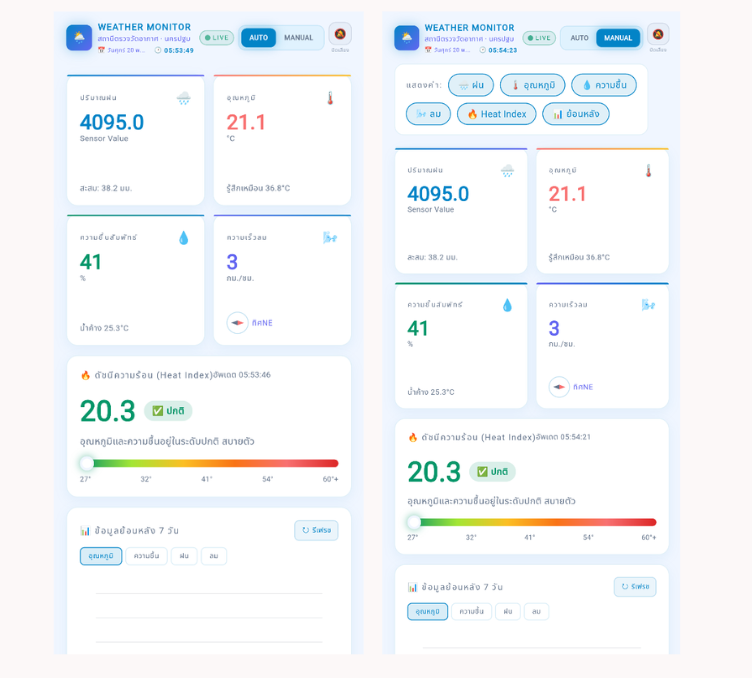 WEATHER MONITOR
สถานีตรวจวัดอากาศ · นครปฐม
วันศุกร์ 20 พ... 05:53:49
LIVE
AUTO MANUAL
ปริมาณฝน
4095.0
Sensor Value
สะสม: 38.2 มม.
อุณหภูมิ
21.1
°C
รู้สึกเหมือน 36.8°C
ความชื้นสัมพัทธ์
41
%
น้ำค้าง 25.3°C
ความเร็วลม
3
กม./ชม.
ทิศNE
ดัชนีความร้อน (Heat Index)อัพเดต 05:53:46
20.3 ปกติ
อุณหภูมิและความชื้นอยู่ในระดับปกติ สบายตัว
27° 32° 41° 54° 60°+
ข้อมูลย้อนหลัง 7 วัน
รีเฟรช
อุณหภูมิ ความชื้น ฝน ลม
WEATHER MONITOR
สถานีตรวจวัดอากาศ · นครปฐม
วันศุกร์ 20 พ... 05:54:23
LIVE
AUTO MANUAL
แสดงค่า: ฝน อุณหภูมิ ความชื้น
ลม Heat Index ย้อนหลัง
ปริมาณฝน
4095.0
Sensor Value
สะสม: 38.2 มม.
อุณหภูมิ
21.1
°C
รู้สึกเหมือน 36.8°C
ความชื้นสัมพัทธ์
41
%
น้ำค้าง 25.3°C
ความเร็วลม
3
กม./ชม.
ทิศNE
ดัชนีความร้อน (Heat Index)อัพเดต 05:54:21
20.3 ปกติ
อุณหภูมิและความชื้นอยู่ในระดับปกติ สบายตัว
27° 32° 41° 54° 60°+
ข้อมูลย้อนหลัง 7 วัน
รีเฟรช
อุณหภูมิ ความชื้น ฝน ลม